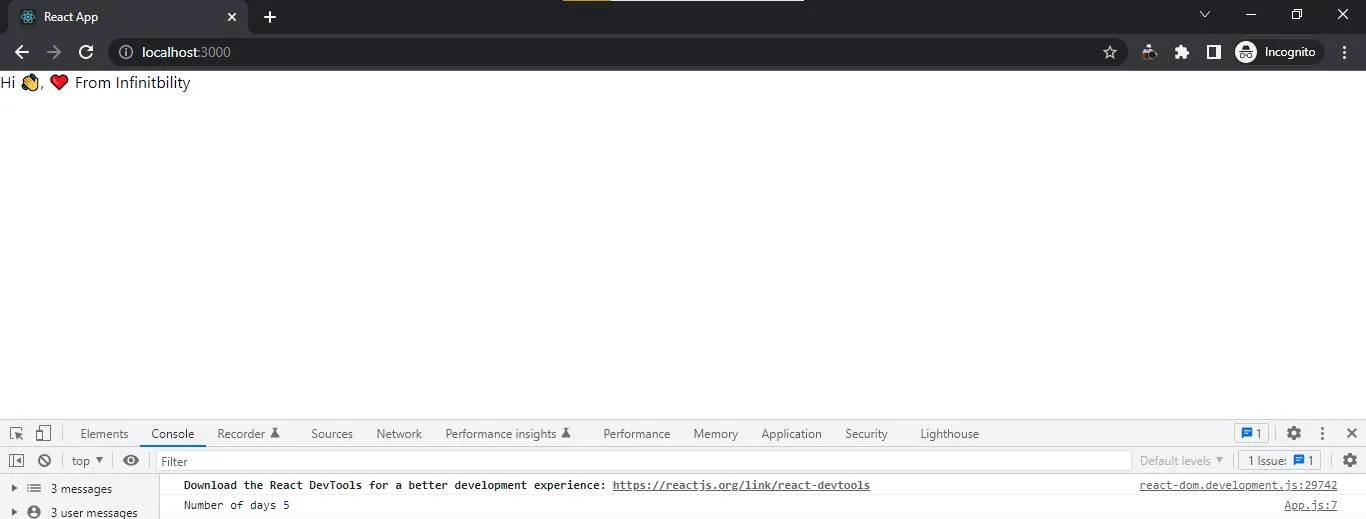 React App
localhost:3000
Incognito
Hi 👋, ❤️ From Infinitbility
Elements Console Recorder Sources Network Performance insights Performance Memory Application Security Lighthouse 1
top Filter Default levels 1 Issue: 1
3 messages
Download the React DevTools for a better development experience: https://reactjs.org/link/react-devtools react-dom.development.js:29742
3 user messages
Number of days 5 App.js:7